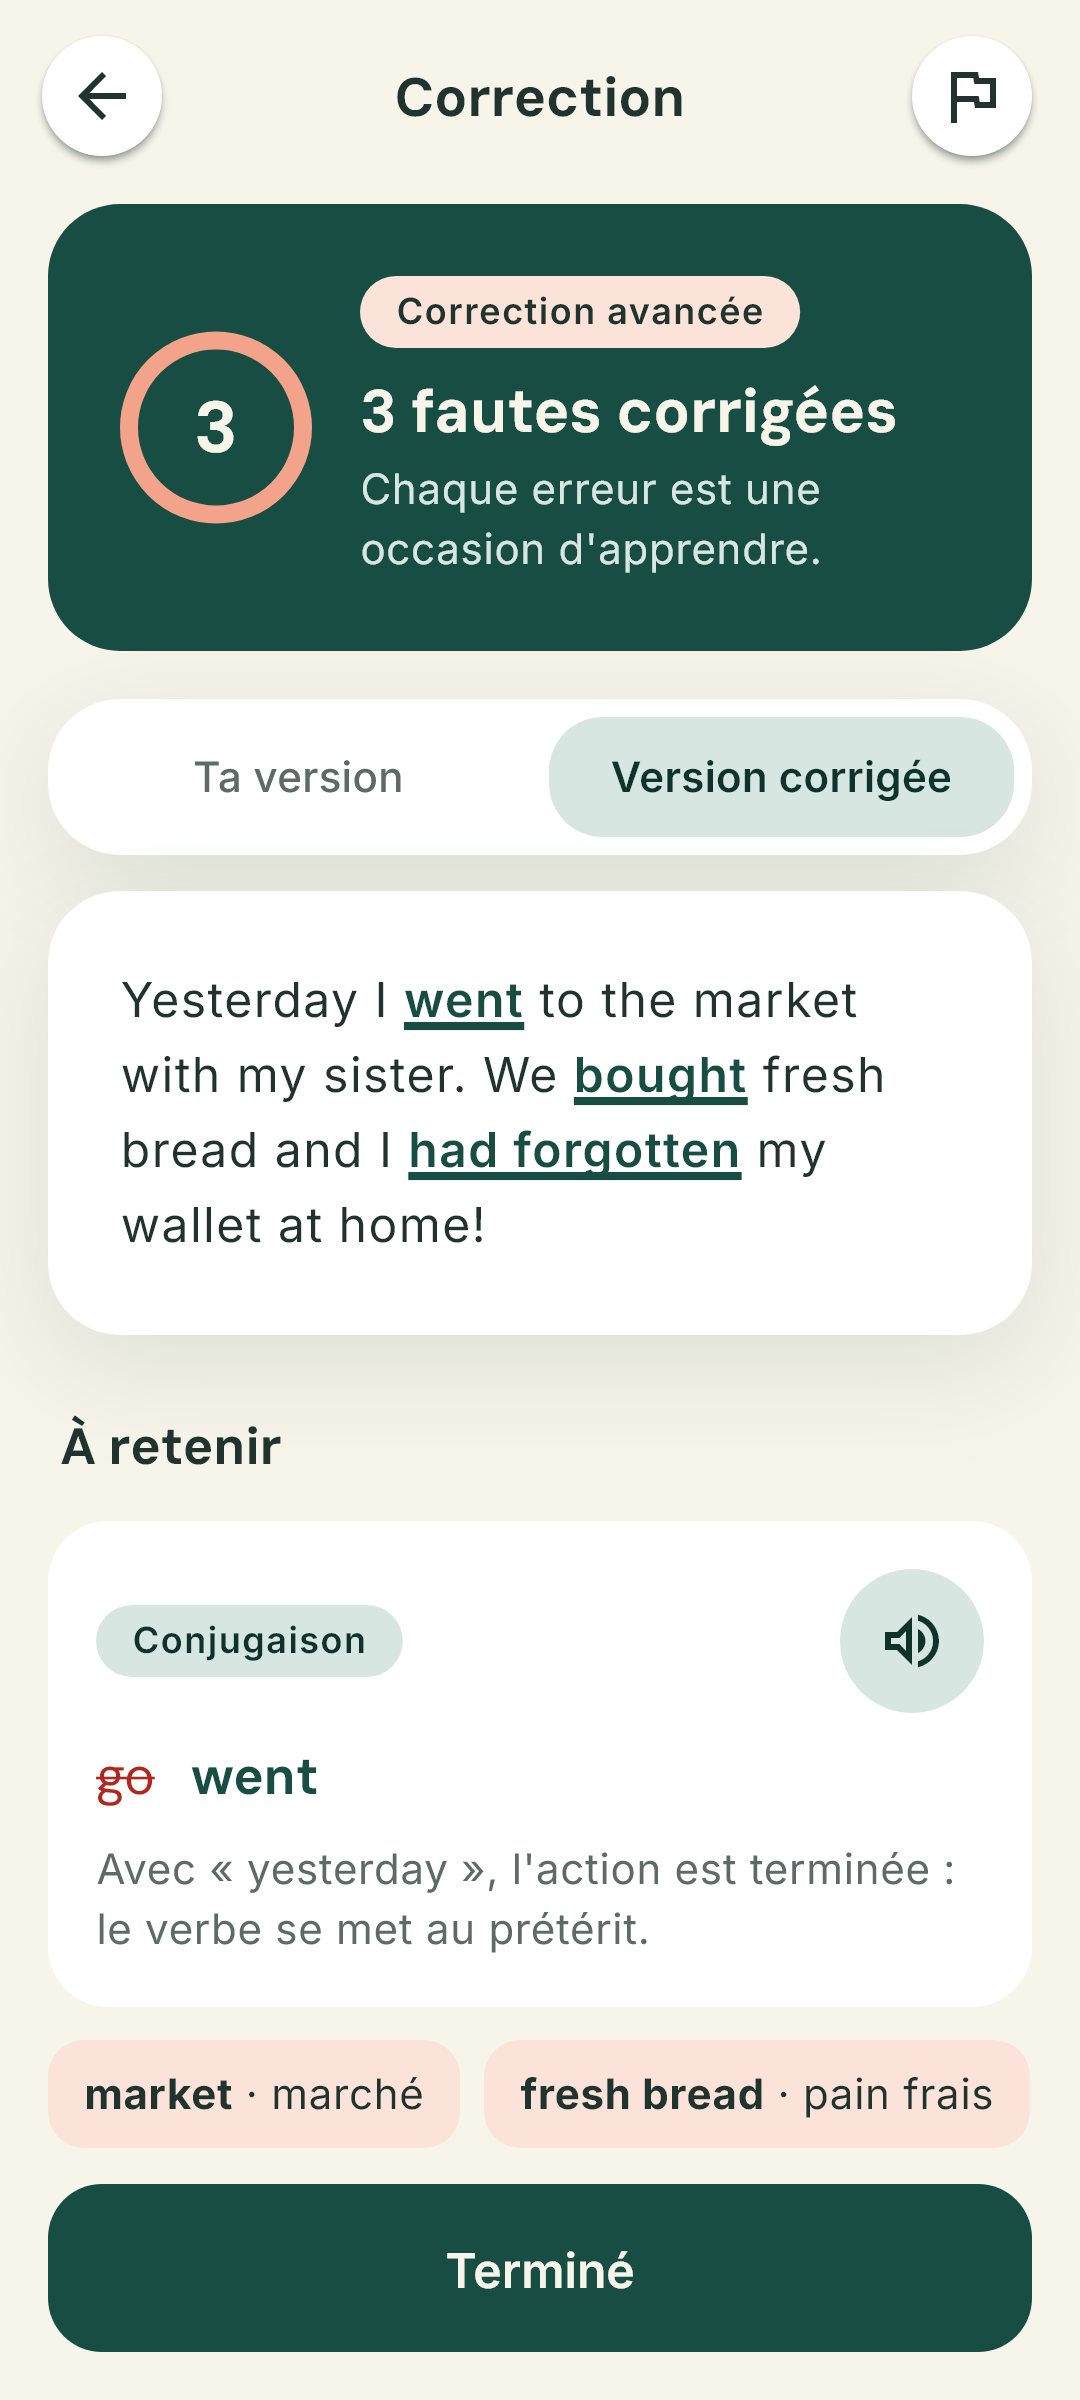 Correction
Correction avancée
3
3 fautes corrigées
Chaque erreur est une
occasion d'apprendre.
Ta version
Version corrigée
Yesterday I went to the market
with my sister. We bought fresh
bread and I had forgotten my
wallet at home!
À retenir
Conjugaison
go went
Avec « yesterday », l'action est terminée :
le verbe se met au prétérit.
market · marché
fresh bread · pain frais
Terminé